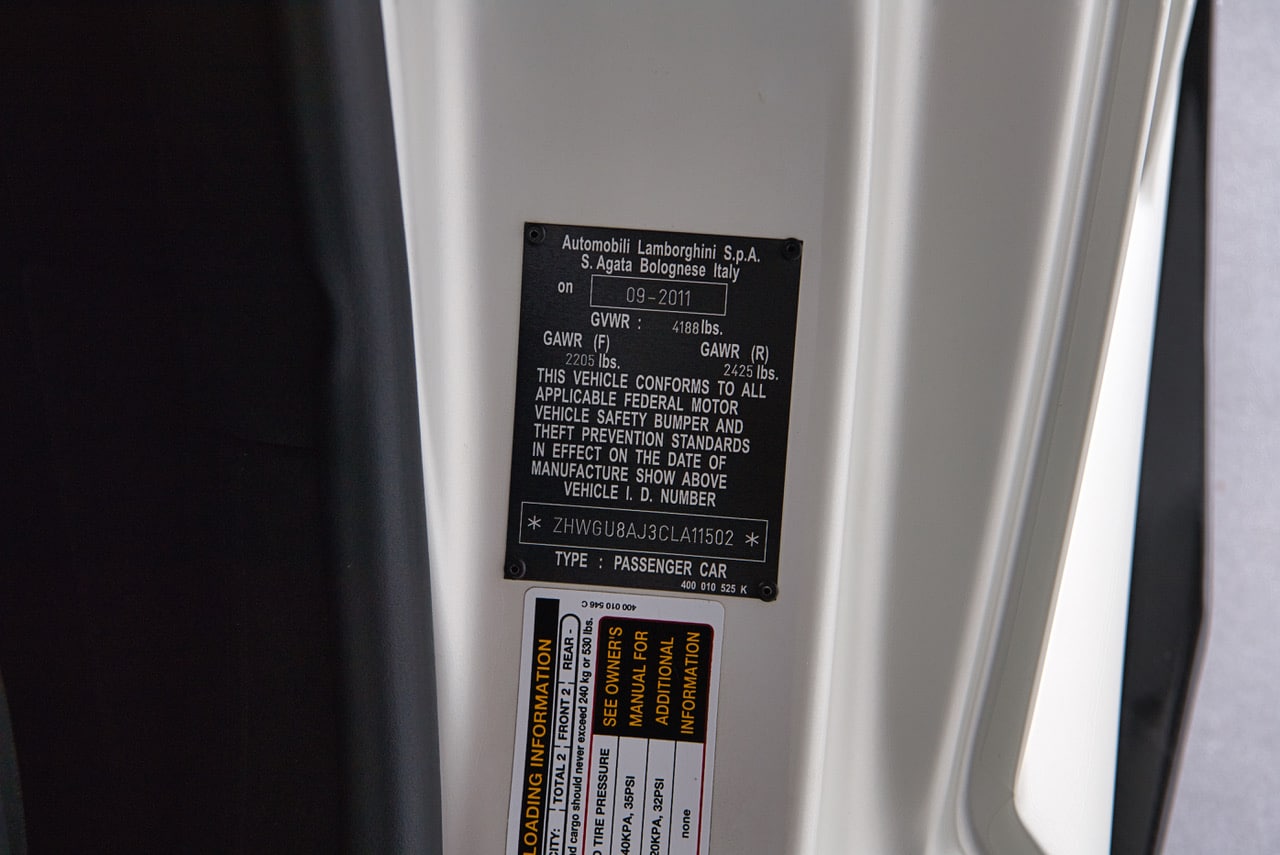 Automobili Lamborghini S.p.A.
S. Agata Bolognese Italy
on 09-2011
GVWR : 4188 lbs.
GAWR (F) GAWR (R)
2205 lbs. 2425 lbs.
THIS VEHICLE CONFORMS TO ALL
APPLICABLE FEDERAL MOTOR
VEHICLE SAFETY BUMPER AND
THEFT PREVENTION STANDARDS
IN EFFECT ON THE DATE OF
MANUFACTURE SHOW ABOVE
VEHICLE I. D. NUMBER
* ZHWGU8AJ3CLA11502 *
TYPE : PASSENGER CAR
400 010 525 K
400 010 546 C
LOADING INFORMATION
TOTAL 2 FRONT 2 REAR -
cargo should never exceed 240 kg or 530 lbs.
TIRE PRESSURE
35PSI
32PSI
none
SEE OWNER'S
MANUAL FOR
ADDITIONAL
INFORMATION